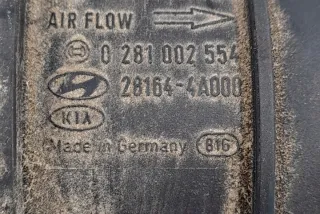 AIR FLOW
0 281 002 554
28164-4A000
KIA
Made in Germany 816